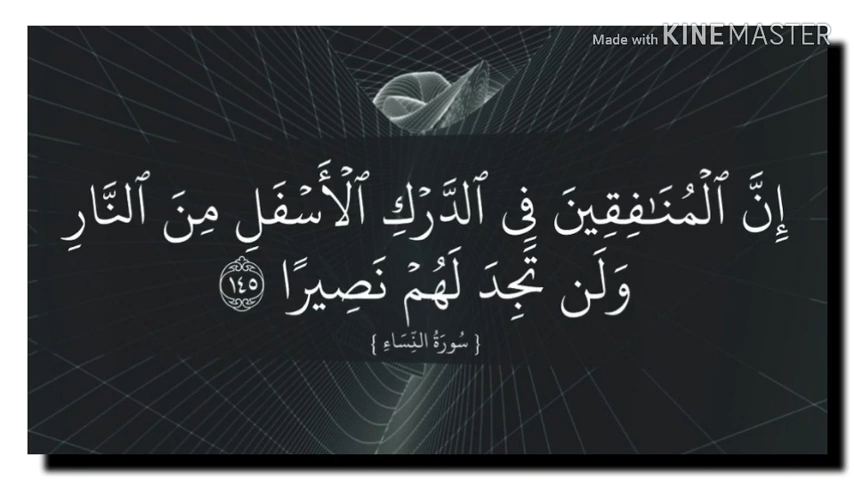 Made with KINEMASTER
إِنَّ ٱلْمُنَـٰفِقِينَ فِى ٱلدَّرْكِ ٱلْأَسْفَلِ مِنَ ٱلنَّارِ
وَلَن تَجِدَ لَهُمْ نَصِيرًا ١٤٥
{ سُورَةُ النِّسَاءِ }